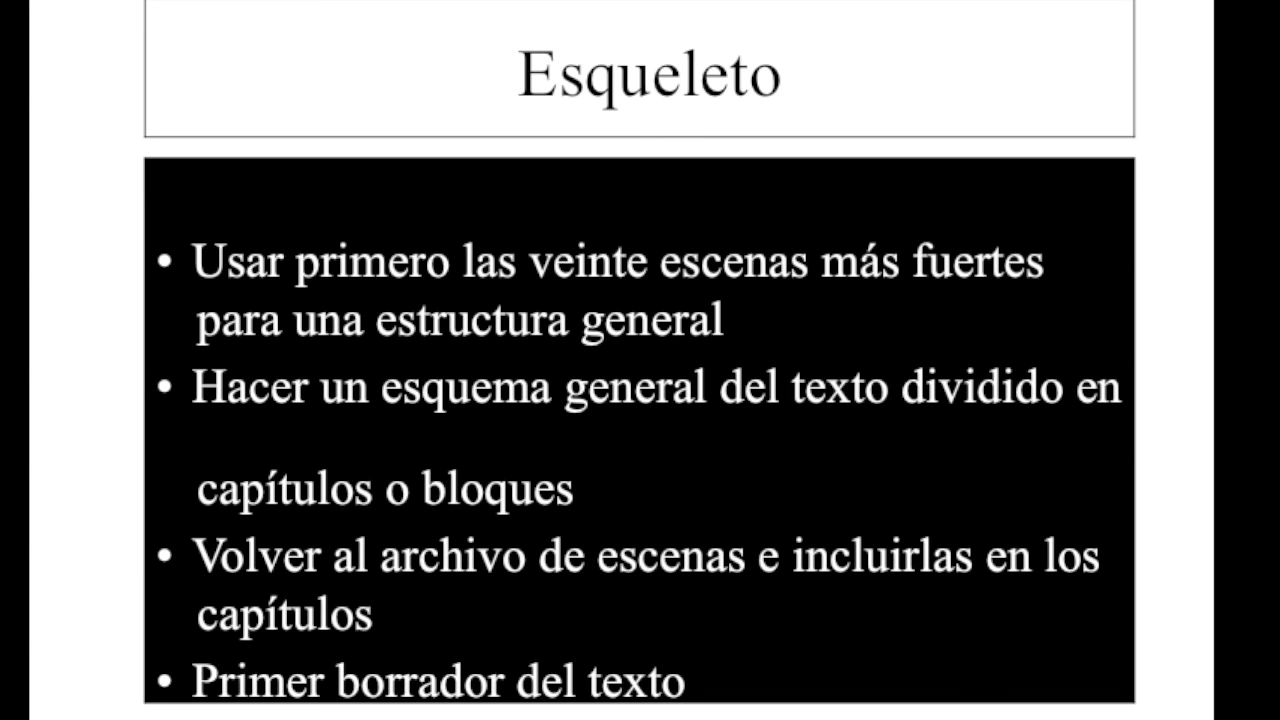 Esqueleto
• Usar primero las veinte escenas más fuertes
para una estructura general
• Hacer un esquema general del texto dividido en
capítulos o bloques
• Volver al archivo de escenas e incluirlas en los
capítulos
• Primer borrador del texto